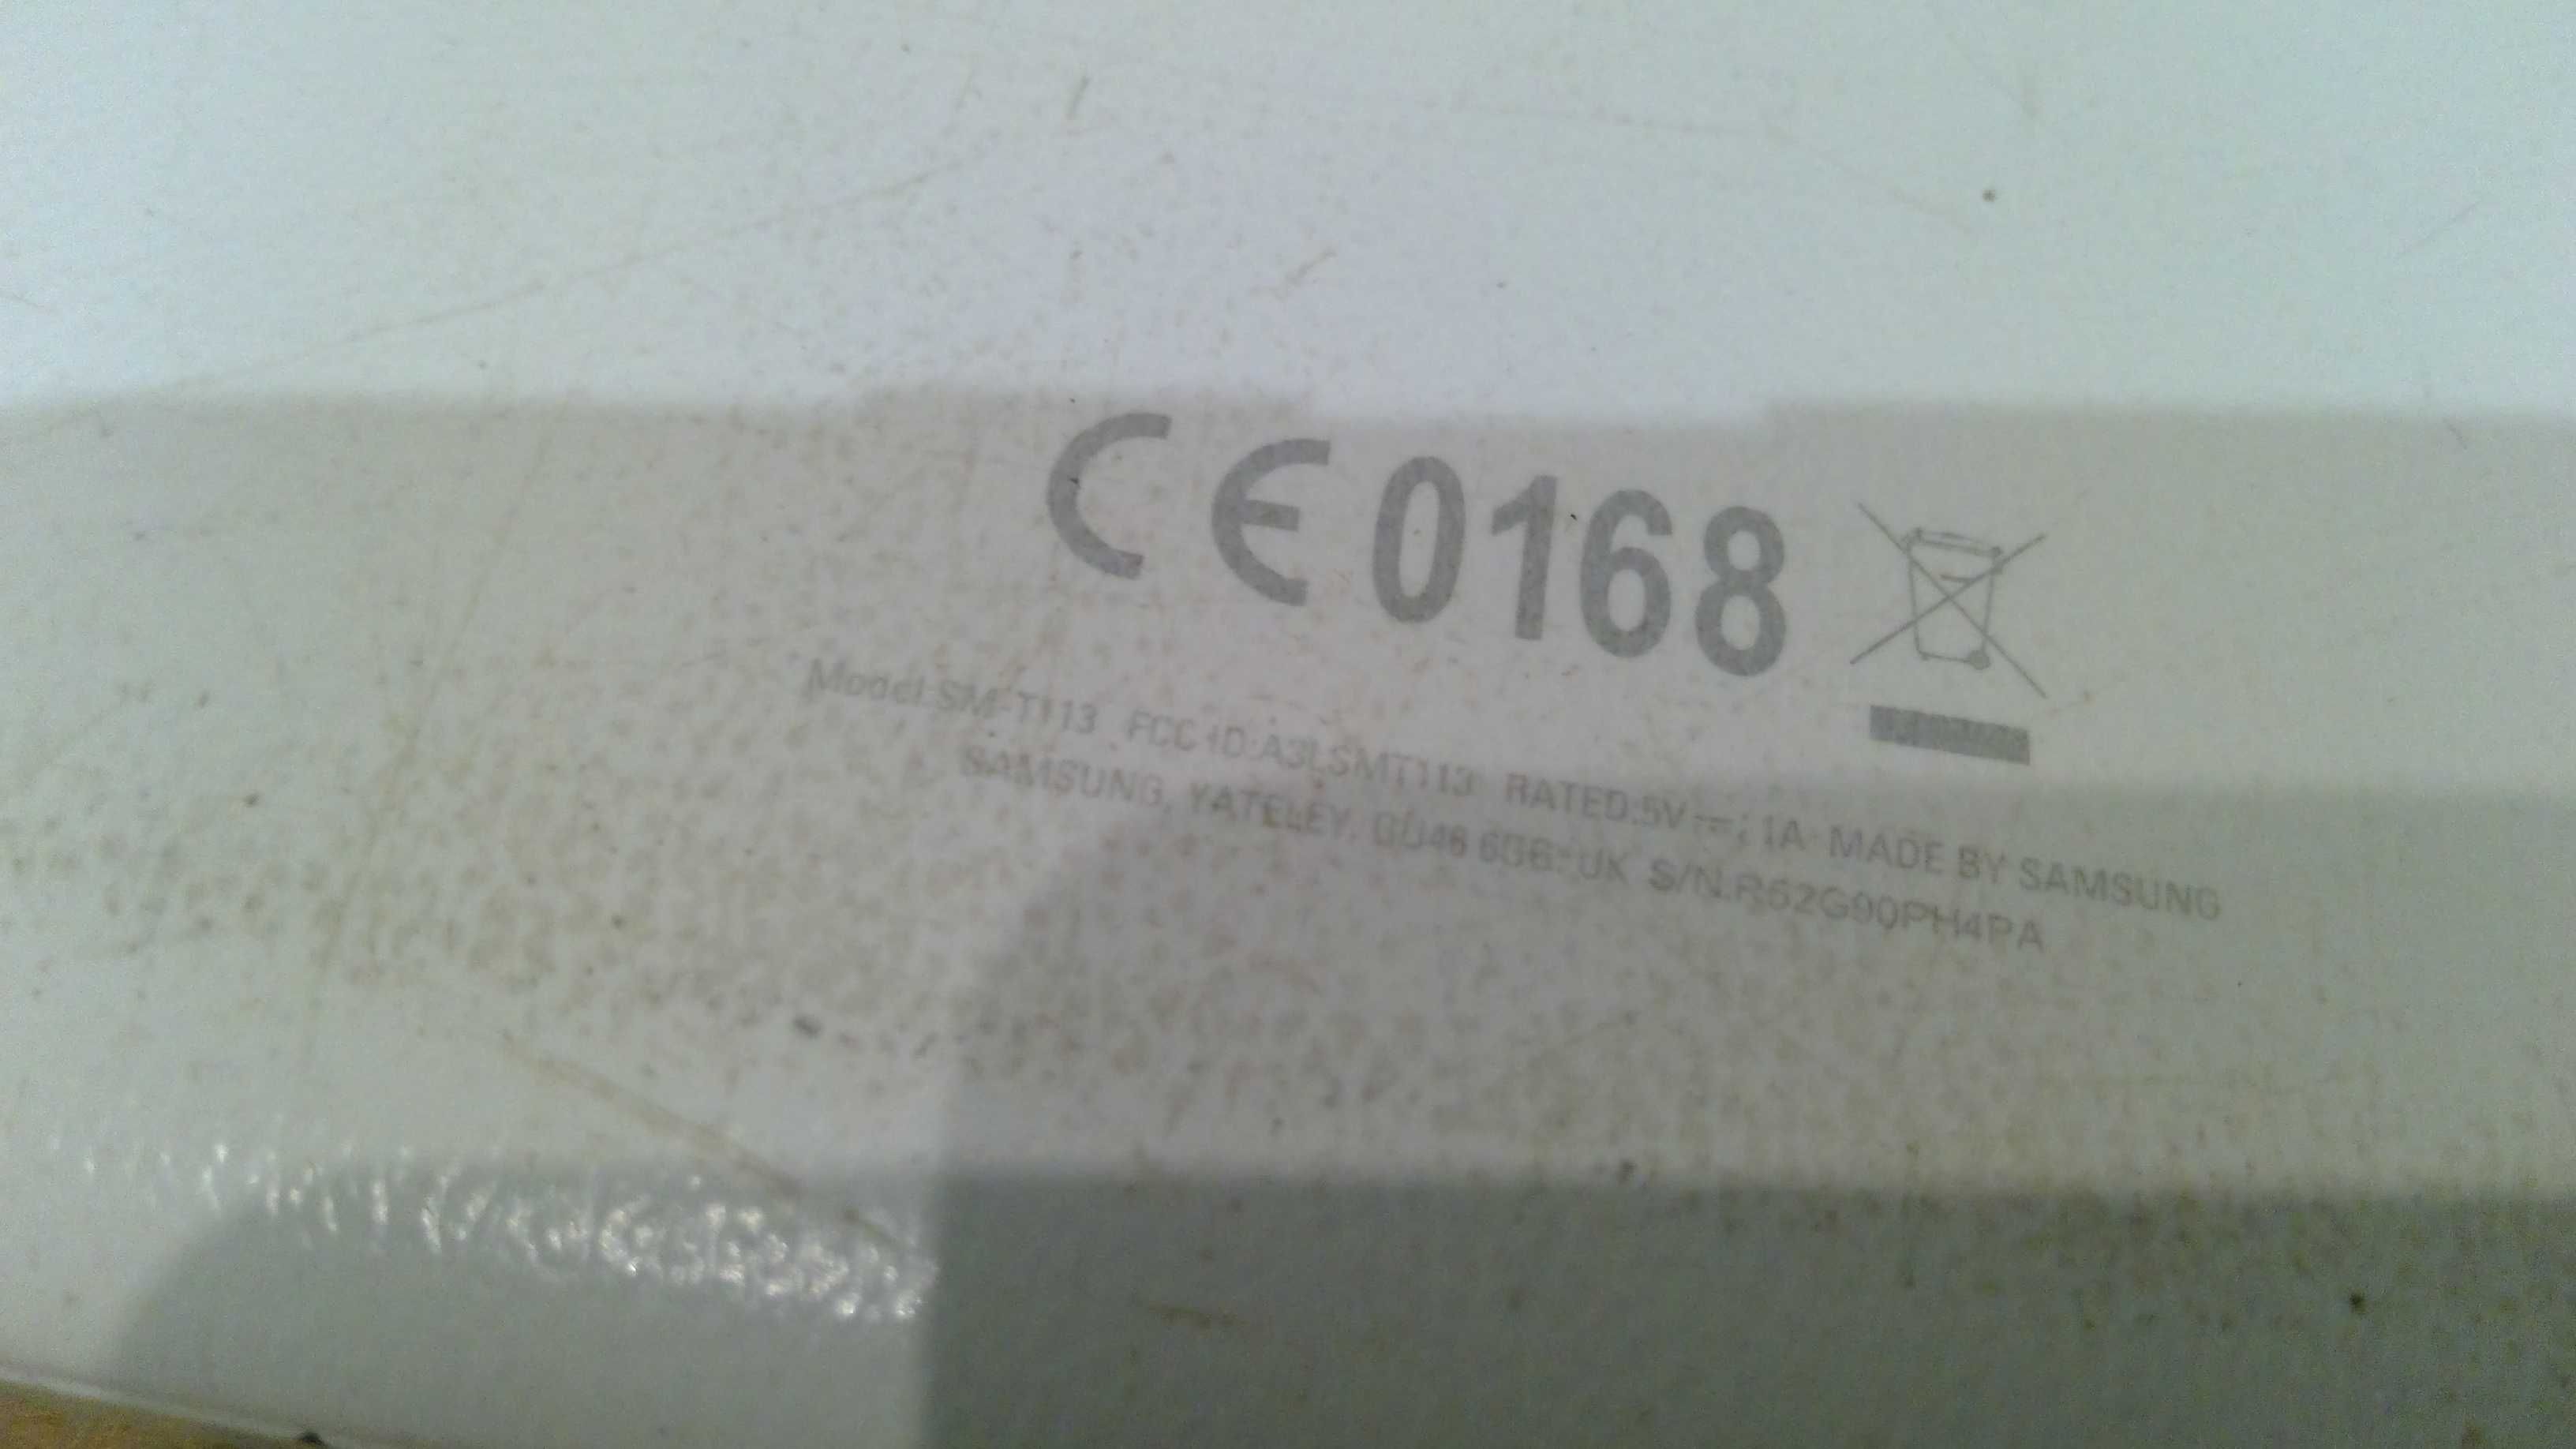 CE 0168
Model:SM-T113 FCC ID:A3LSMT113 RATED:5V⎓; 1A MADE BY SAMSUNG
SAMSUNG, YATELEY, GU46 6GG, UK S/N:R52G90PH4PA